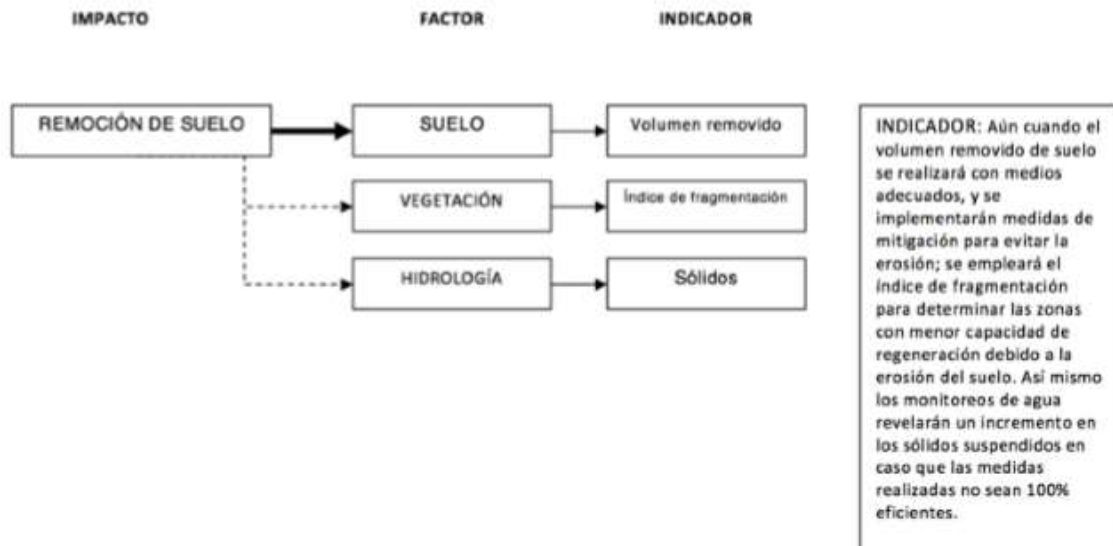 IMPACTO FACTOR INDICADOR
REMOCIÓN DE SUELO SUELO Volumen removido
VEGETACIÓN Índice de fragmentación
HIDROLOGÍA Sólidos
INDICADOR: Aún cuando el
volumen removido de suelo
se realizará con medios
adecuados, y se
implementarán medidas de
mitigación para evitar la
erosión; se empleará el
índice de fragmentación
para determinar las zonas
con menor capacidad de
regeneración debido a la
erosión del suelo. Así mismo
los monitoreos de agua
revelarán un incremento en
los sólidos suspendidos en
caso que las medidas
realizadas no sean 100%
eficientes.